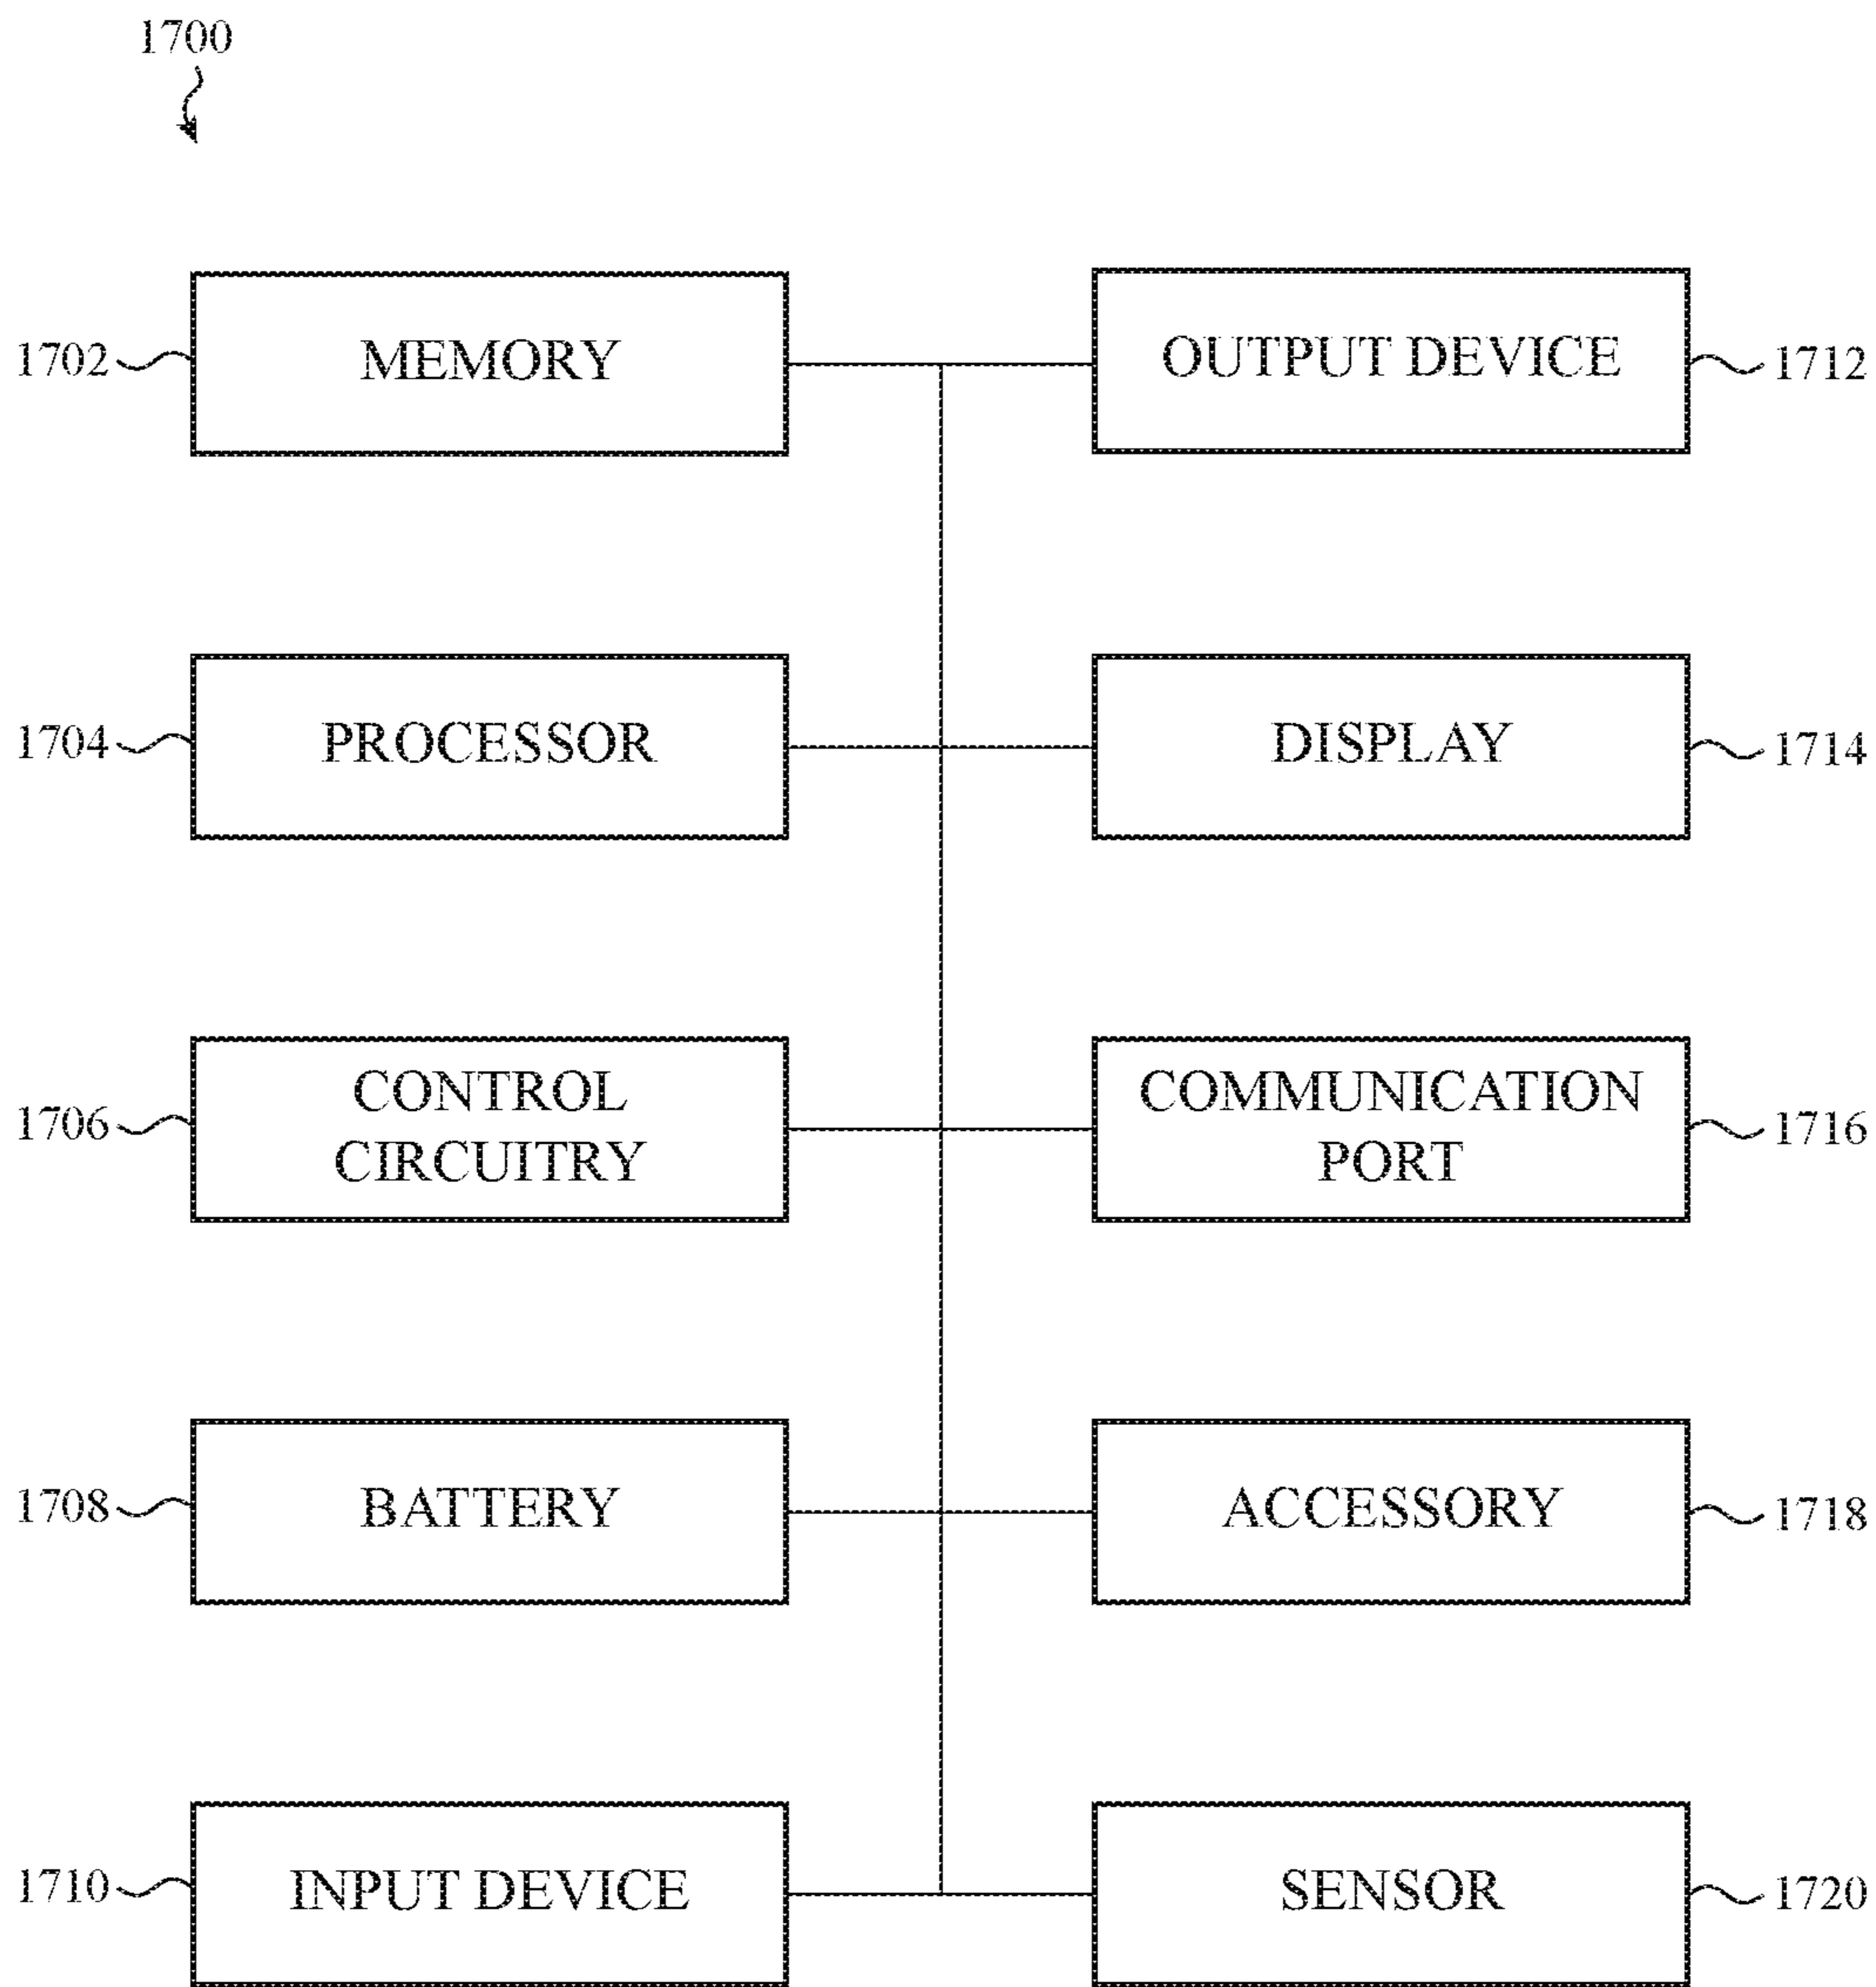 1700
1702
MEMORY
OUTPUT DEVICE
1712
1704
PROCESSOR
DISPLAY
1714
1706
CONTROL
CIRCUITRY
COMMUNICATION
PORT
1716
1708
BATTERY
ACCESSORY
1718
1710
INPUT DEVICE
SENSOR
1720